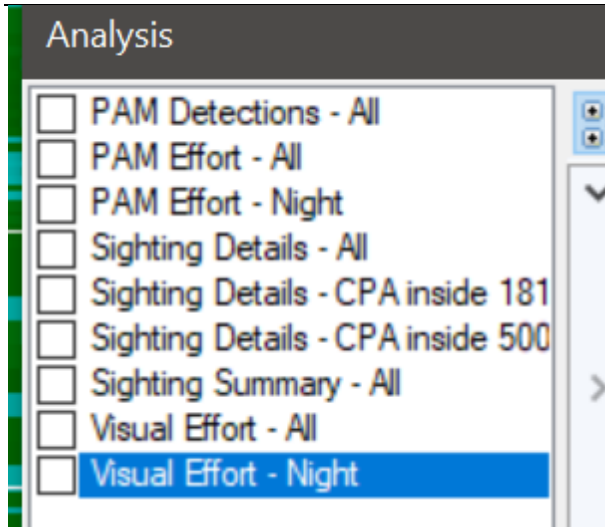 Analysis
PAM Detections - All
PAM Effort - All
PAM Effort - Night
Sighting Details - All
Sighting Details - CPA inside 181
Sighting Details - CPA inside 500
Sighting Summary - All
Visual Effort - All
Visual Effort - Night